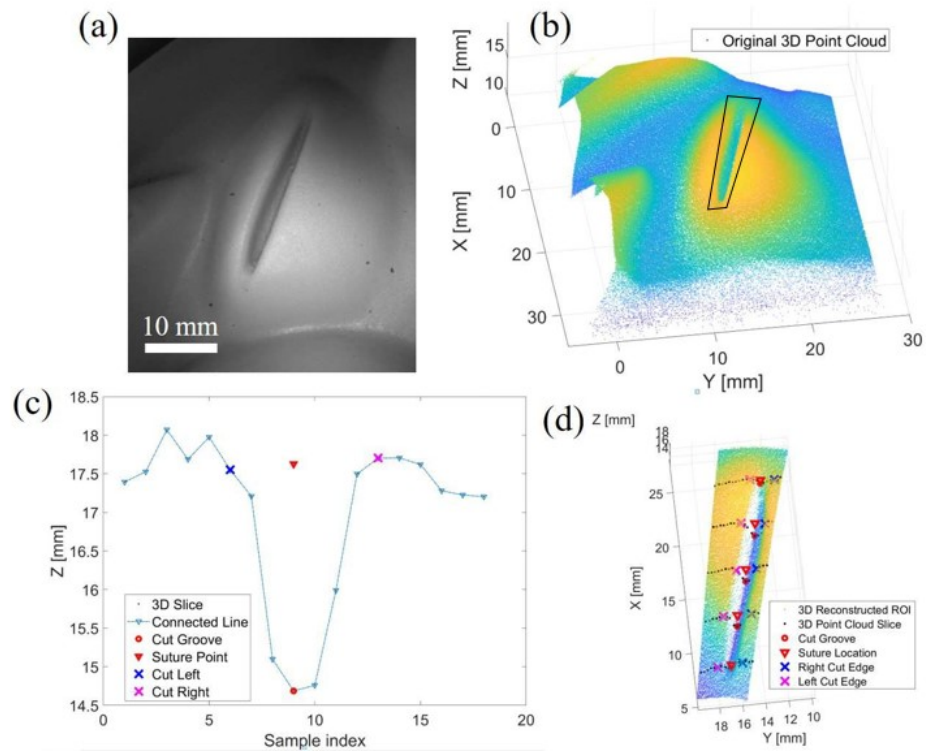 (a)
10 mm
(b)
Original 3D Point Cloud
Z [mm]
15
10
0
10
20
30
X [mm]
0
10
20
30
Y [mm]
(c)
18.5
18
17.5
17
16.5
16
15.5
15
14.5
Z [mm]
3D Slice
Connected Line
Cut Groove
Suture Point
Cut Left
Cut Right
0
5
10
15
20
Sample index
(d)
Z [mm]
18
16
14
25
20
15
10
5
X [mm]
3D Reconstructed ROI
3D Point Cloud Slice
Cut Groove
Suture Location
Right Cut Edge
Left Cut Edge
18 16 14 12 10
Y [mm]